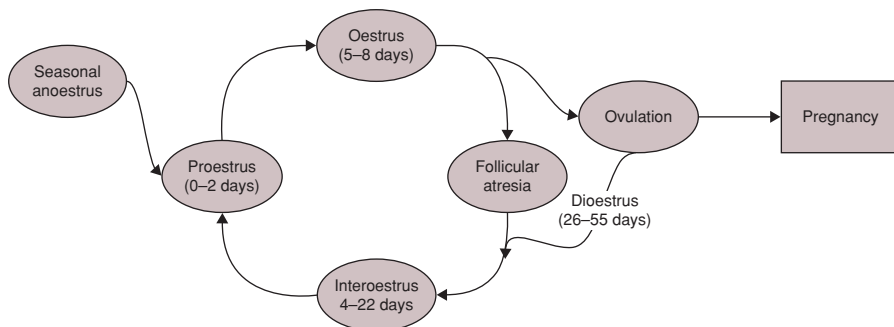 Seasonal
anoestrus
Proestrus
(0–2 days)
Oestrus
(5–8 days)
Follicular
atresia
Ovulation
Pregnancy
Dioestrus
(26–55 days)
Interoestrus
4–22 days